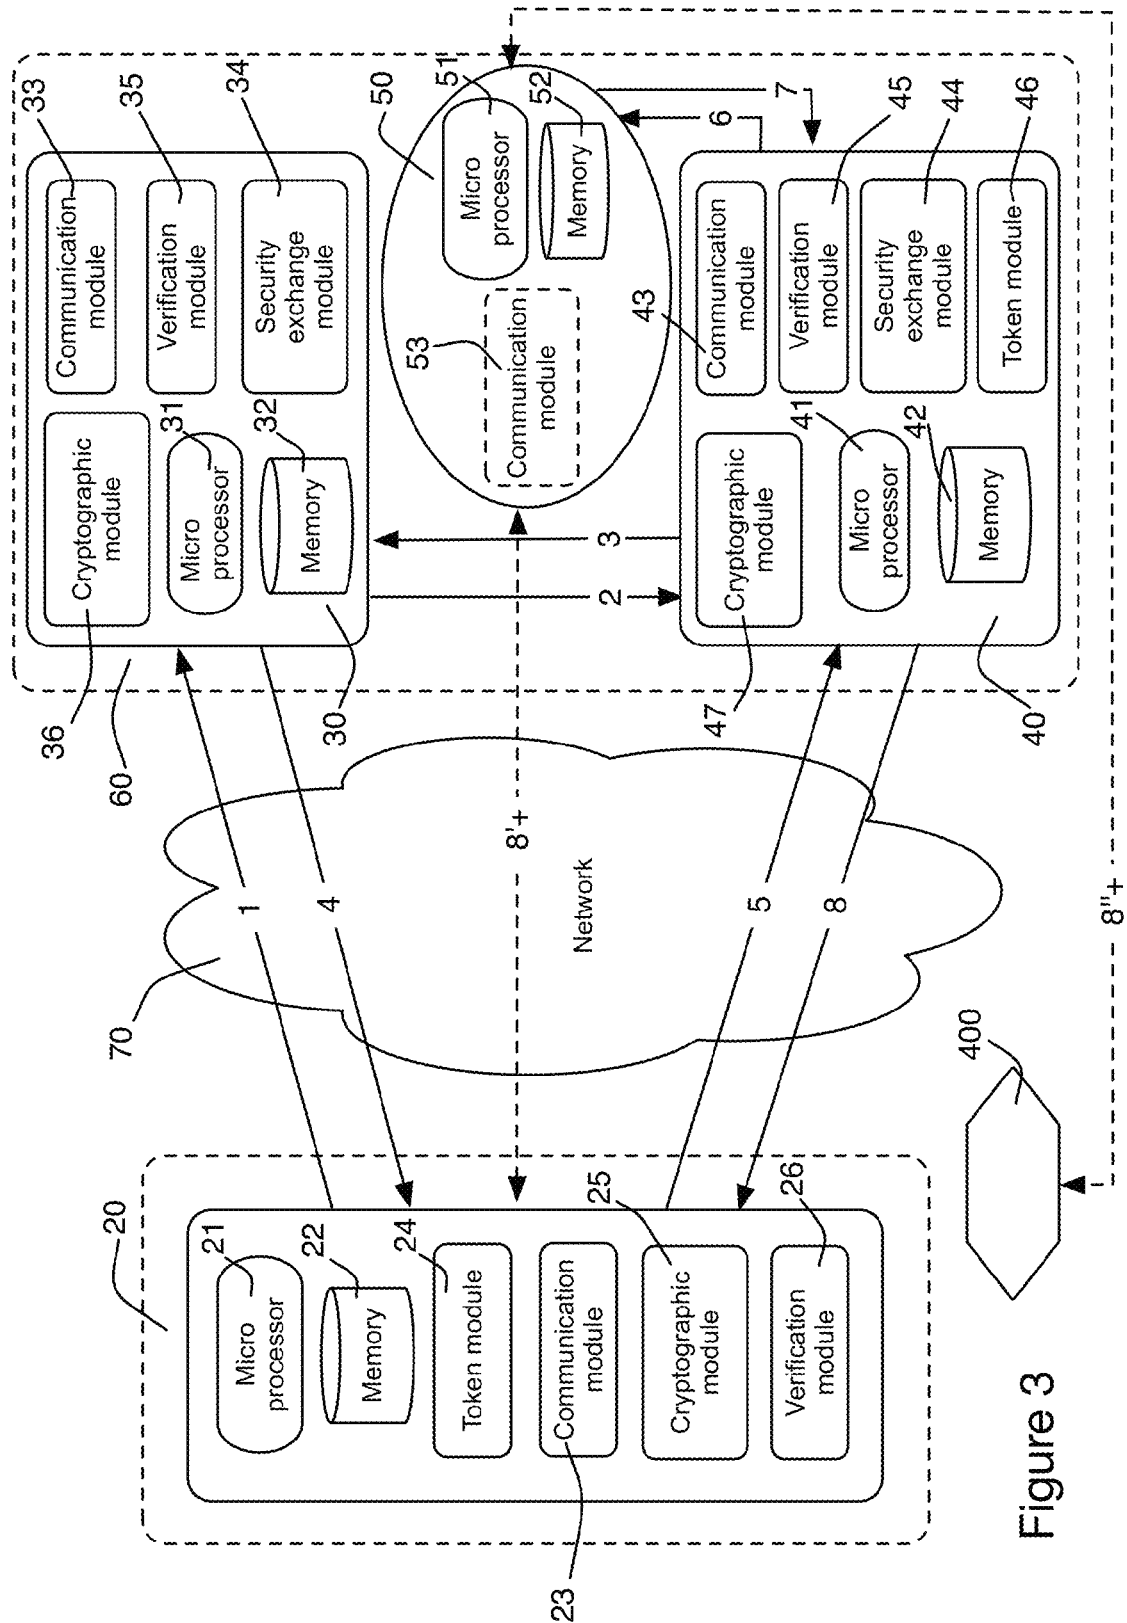 20
21
Micro
processor
22
Memory
24
Token module
Communication
module
23
25
Cryptographic
module
26
Verification
module
70
Network
1
4
8'+
5
8
60
36
Cryptographic
module
33
Communication
module
31
Micro
processor
35
Verification
module
32
Memory
34
Security
exchange
module
30
2
3
50
51
Micro
processor
52
Memory
53
Communication
module
6
7
43
Communication
module
47
Cryptographic
module
45
Verification
module
41
Micro
processor
44
Security
exchange
module
42
Memory
46
Token module
40
400
8''+
Figure 3